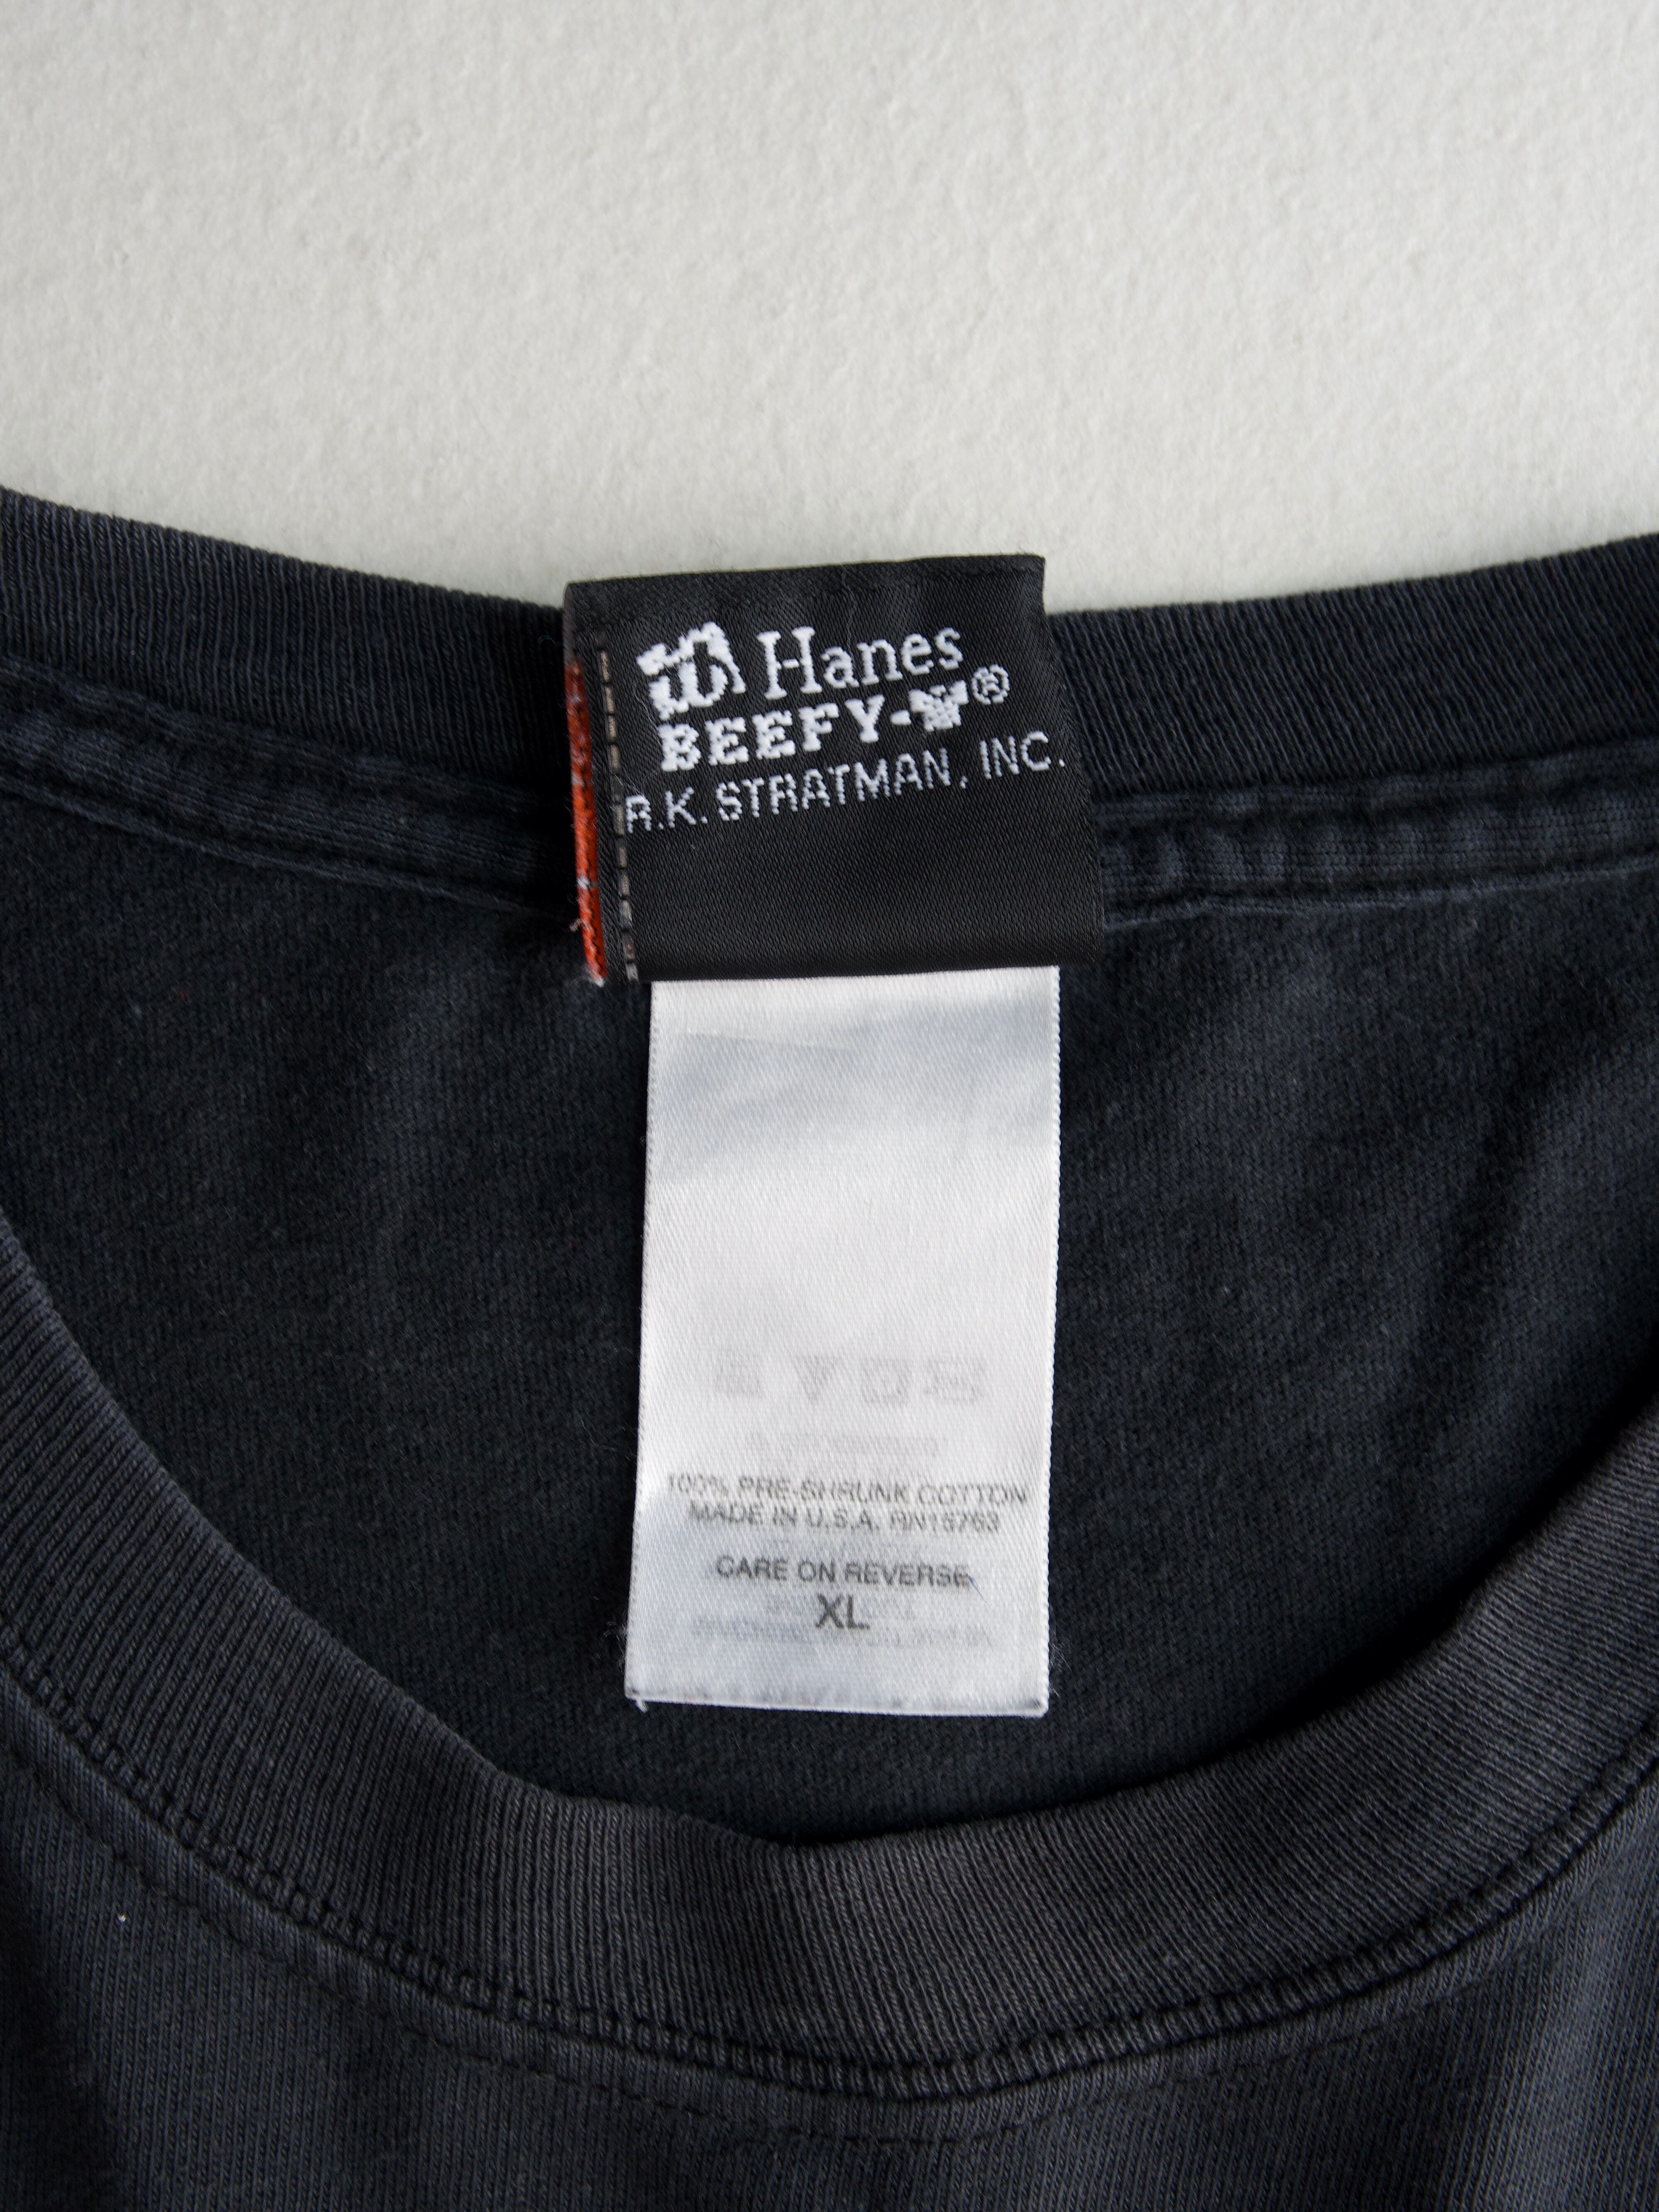 Hanes
BEEFY-T®
R.K. STRATMAN, INC.
100% PRE-SHRUNK COTTON
MADE IN U.S.A. RN15763
CARE ON REVERSE
XL